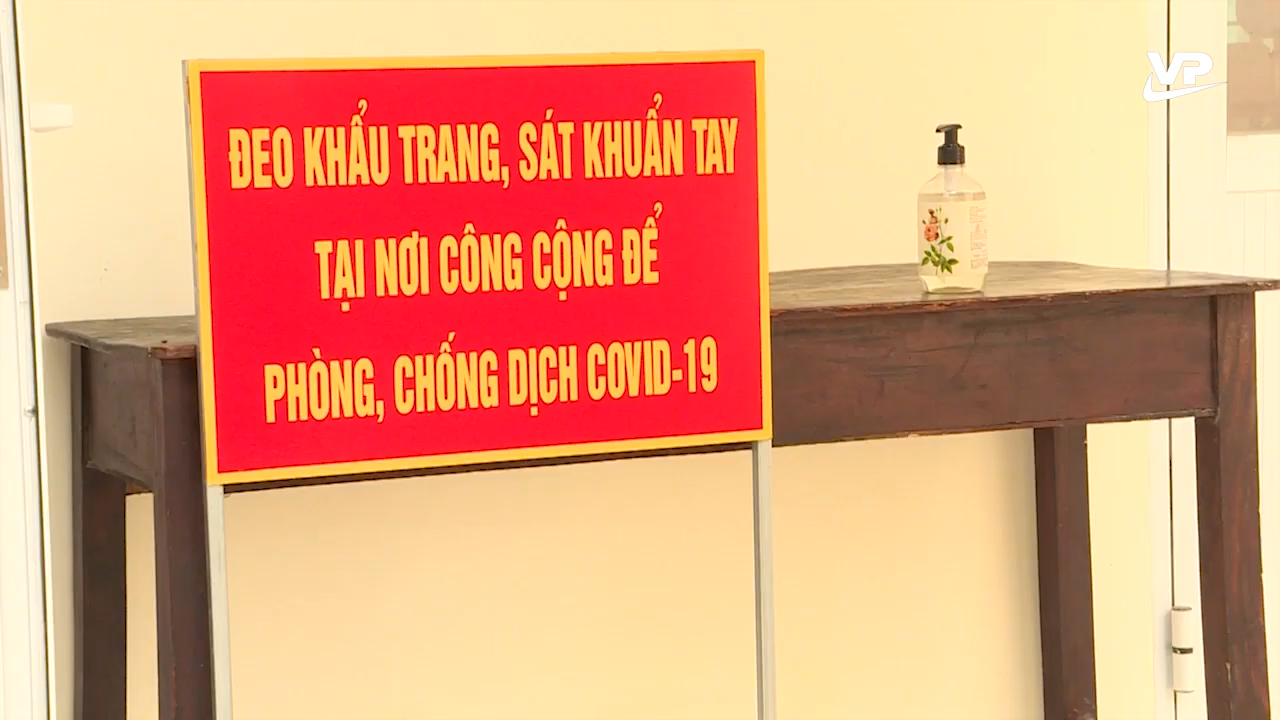 VP
ĐEO KHẨU TRANG, SÁT KHUẨN TAY
TẠI NƠI CÔNG CỘNG ĐỂ
PHÒNG, CHỐNG DỊCH COVID-19